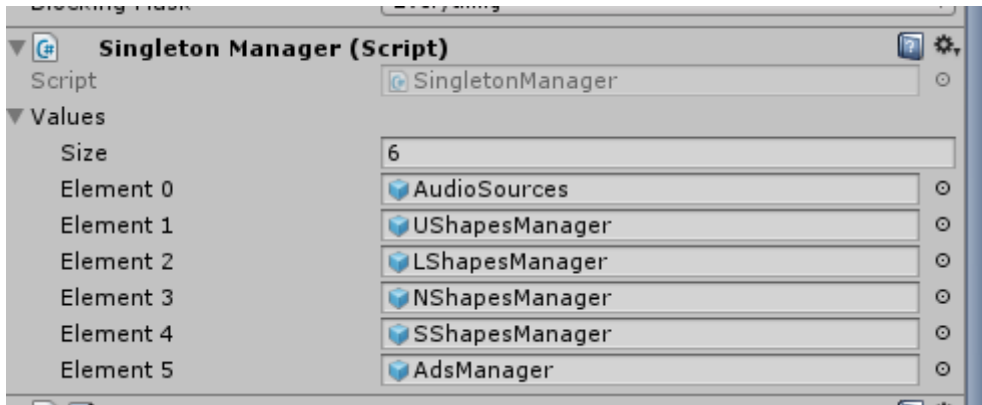 Singleton Manager (Script)
Script SingletonManager
Values
Size 6
Element 0 AudioSources
Element 1 UShapesManager
Element 2 LShapesManager
Element 3 NShapesManager
Element 4 SShapesManager
Element 5 AdsManager